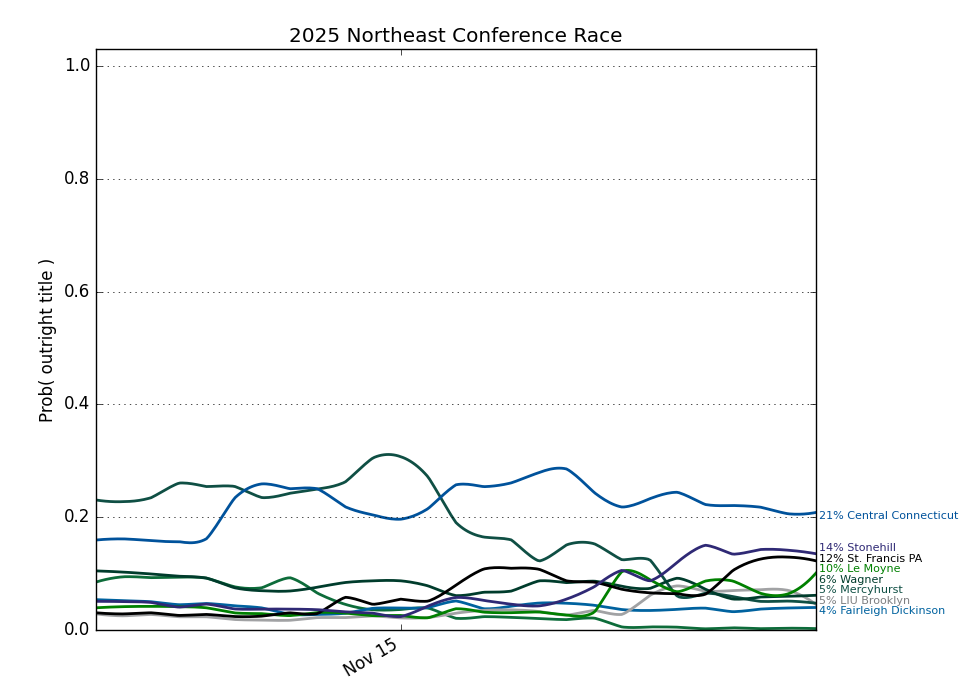 2025 Northeast Conference Race
1.0
0.8
0.6
0.4
0.2
0.0
Prob( outright title )
Nov 15
21% Central Connecticut
14% Stonehill
12% St. Francis PA
10% Le Moyne
6% Wagner
5% Mercyhurst
5% LIU Brooklyn
4% Fairleigh Dickinson